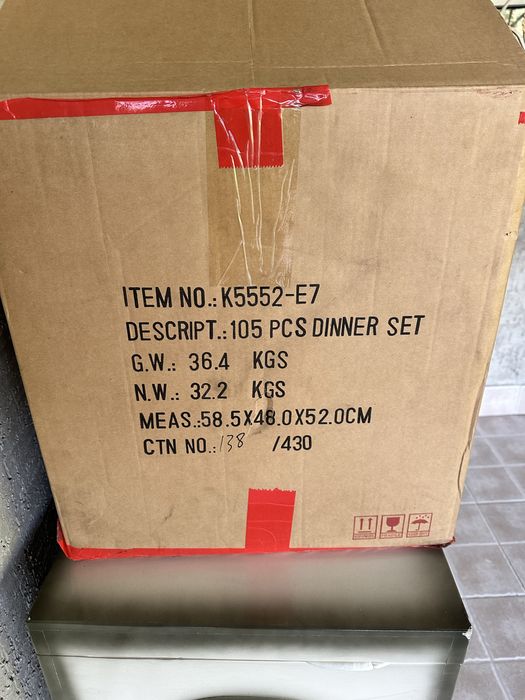 ITEM NO.: K5552-E7
DESCRIPT.: 105 PCS DINNER SET
G.W.: 36.4 KGS
N.W.: 32.2 KGS
MEAS.:58.5X48.0X52.0CM
CTN NO.: 138 /430